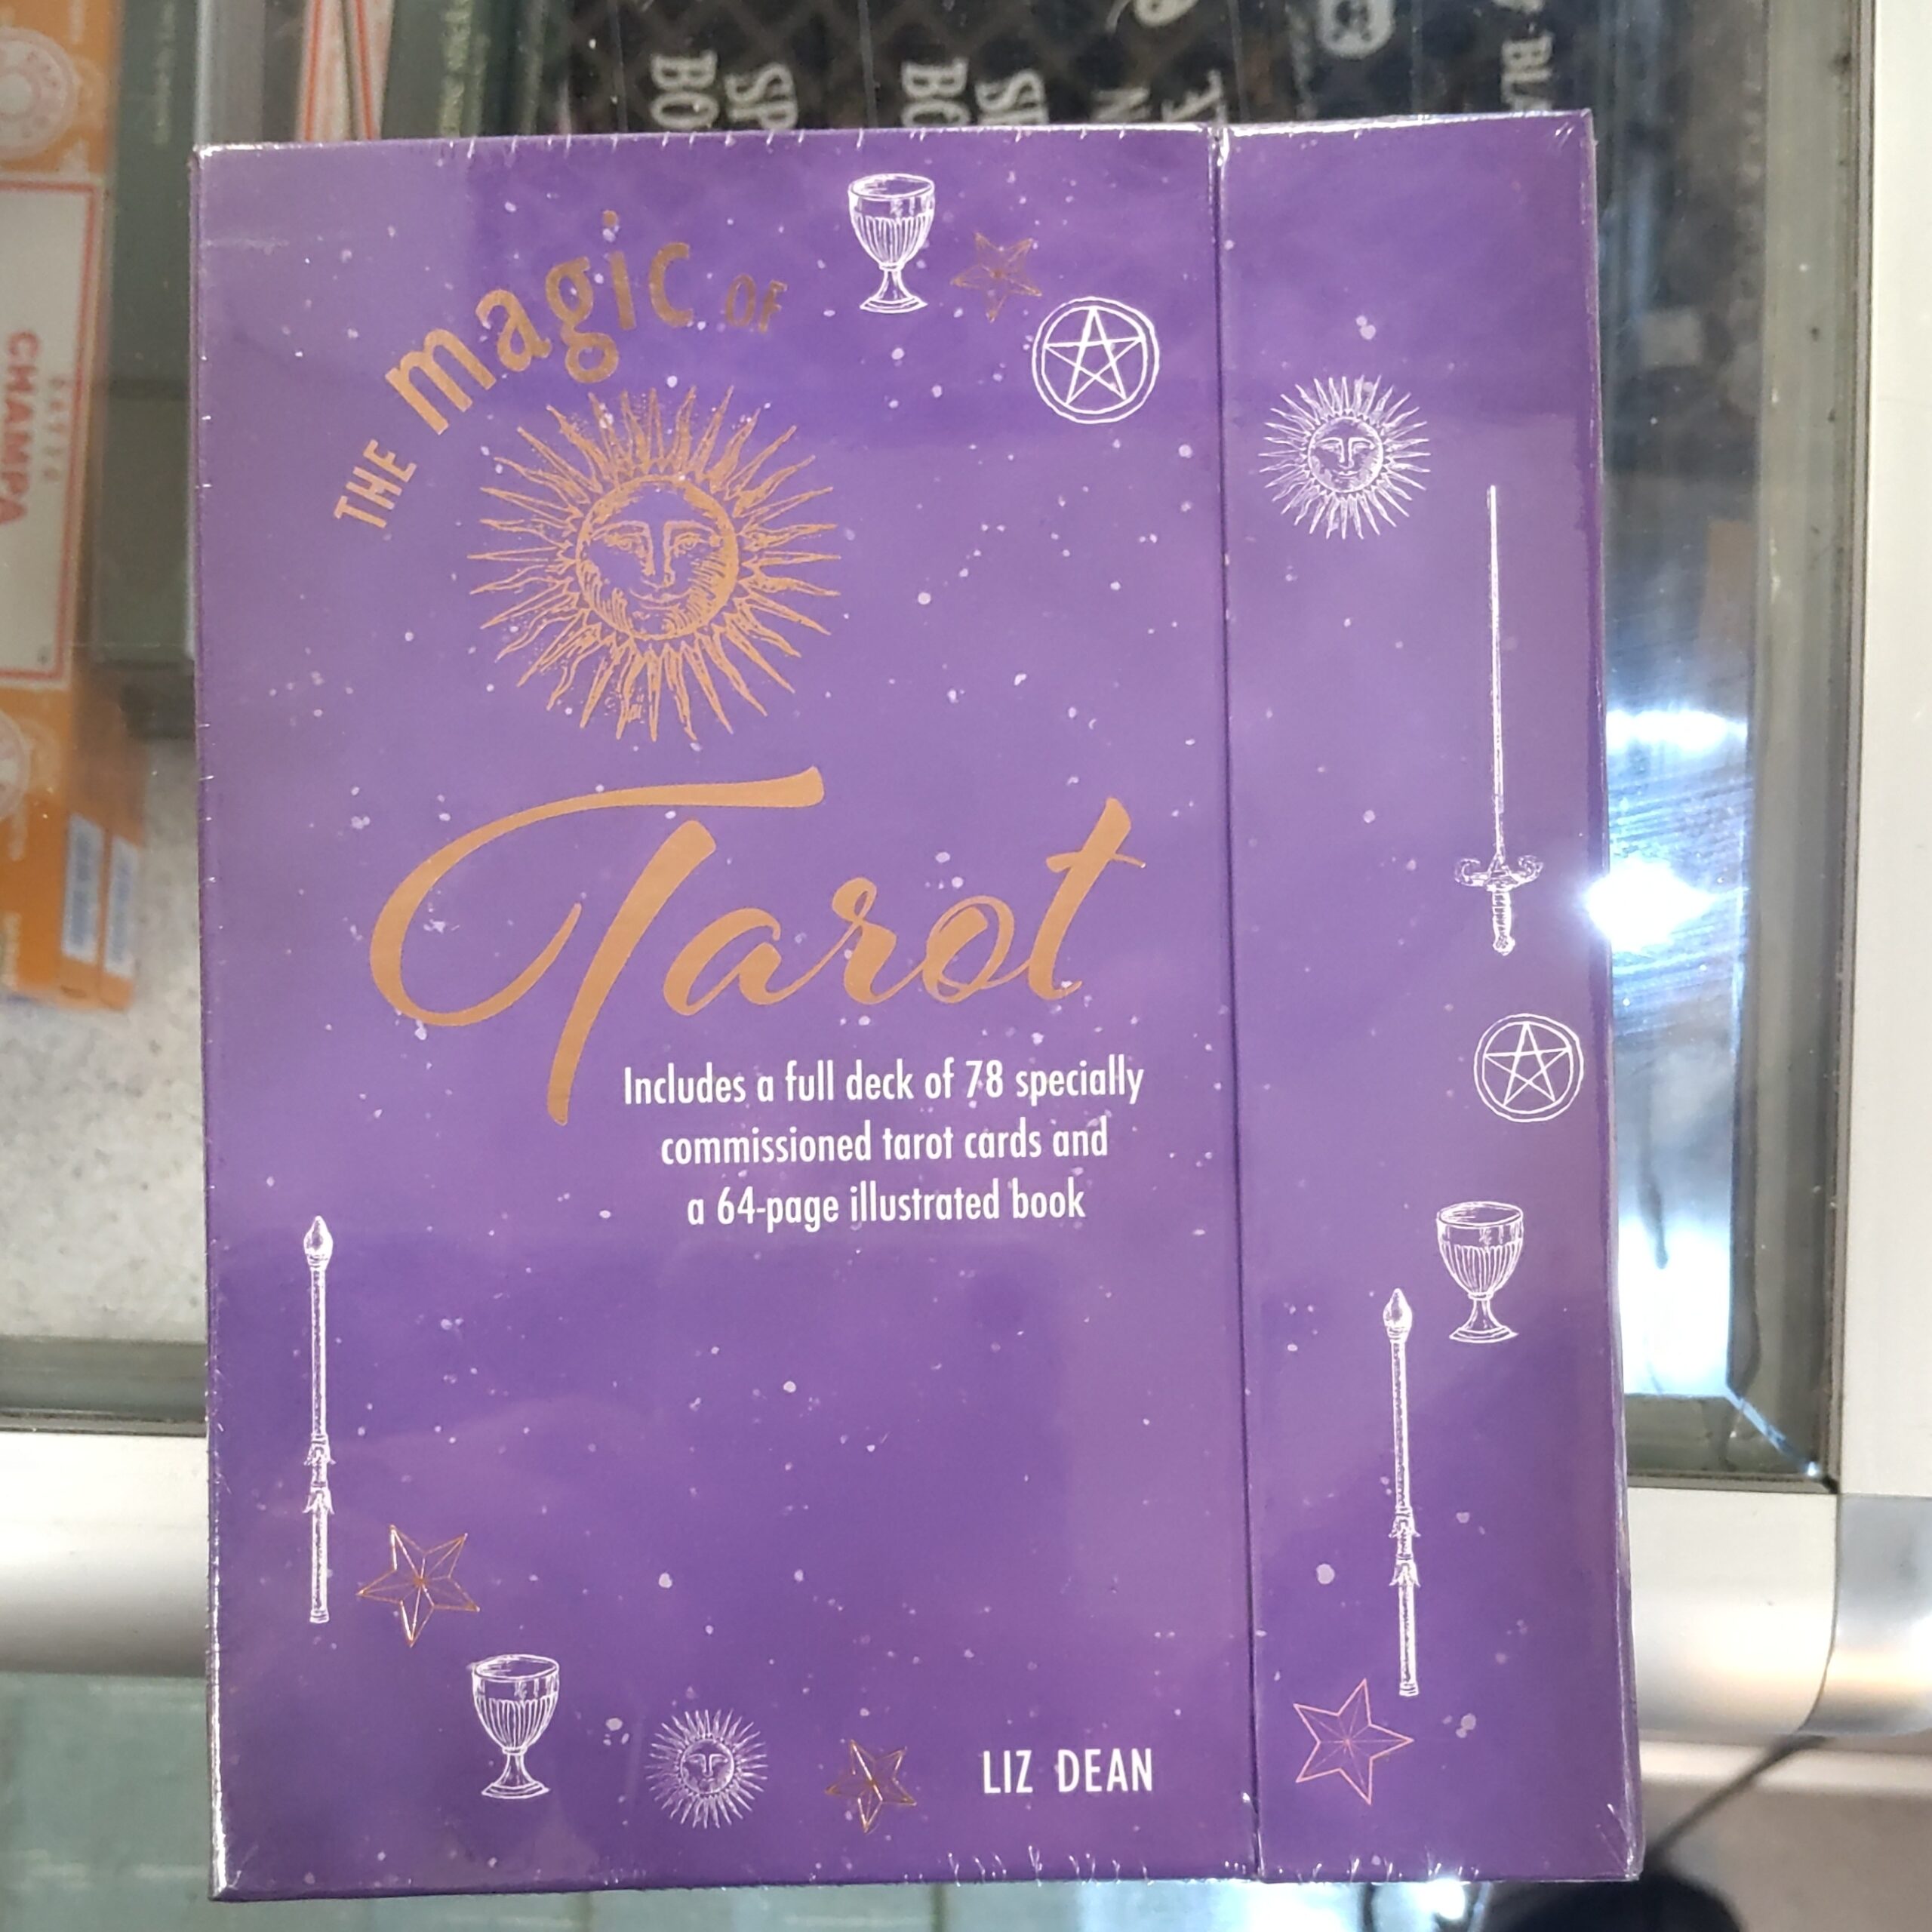 THE magic OF
Tarot
Includes a full deck of 78 specially
commissioned tarot cards and
a 64-page illustrated book
LIZ DEAN
CHAMPA